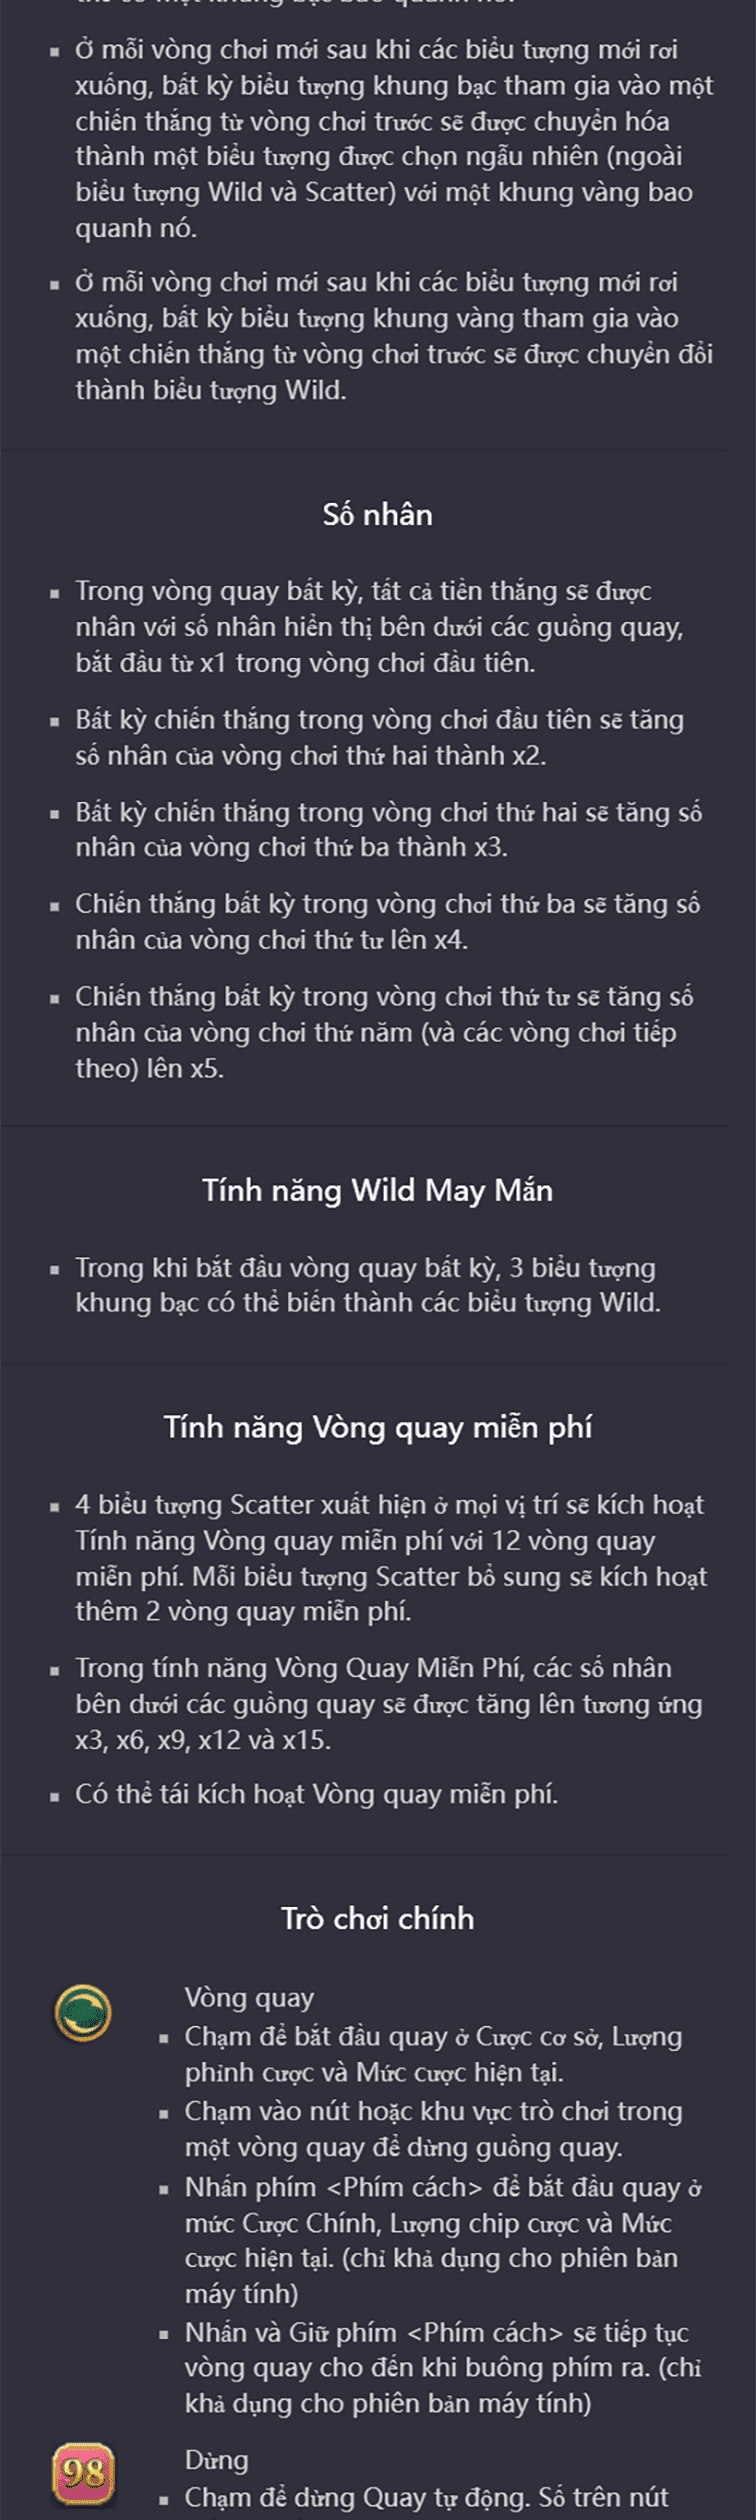 Ở mỗi vòng chơi mới sau khi các biểu tượng mới rơi
xuống, bất kỳ biểu tượng khung bạc tham gia vào một
chiến thắng từ vòng chơi trước sẽ được chuyển hóa
thành một biểu tượng được chọn ngẫu nhiên (ngoài
biểu tượng Wild và Scatter) với một khung vàng bao
quanh nó.
Ở mỗi vòng chơi mới sau khi các biểu tượng mới rơi
xuống, bất kỳ biểu tượng khung vàng tham gia vào
một chiến thắng từ vòng chơi trước sẽ được chuyển đổi
thành biểu tượng Wild.
Số nhân
Trong vòng quay bất kỳ, tất cả tiền thắng sẽ được
nhân với số nhân hiển thị bên dưới các guồng quay,
bắt đầu từ x1 trong vòng chơi đầu tiên.
Bất kỳ chiến thắng trong vòng chơi đầu tiên sẽ tăng
số nhân của vòng chơi thứ hai thành x2.
Bất kỳ chiến thắng trong vòng chơi thứ hai sẽ tăng số
nhân của vòng chơi thứ ba thành x3.
Chiến thắng bất kỳ trong vòng chơi thứ ba sẽ tăng số
nhân của vòng chơi thứ tư lên x4.
Chiến thắng bất kỳ trong vòng chơi thứ tư sẽ tăng số
nhân của vòng chơi thứ năm (và các vòng chơi tiếp
theo) lên x5.
Tính năng Wild May Mắn
Trong khi bắt đầu vòng quay bất kỳ, 3 biểu tượng
khung bạc có thể biến thành các biểu tượng Wild.
Tính năng Vòng quay miễn phí
4 biểu tượng Scatter xuất hiện ở mọi vị trí sẽ kích hoạt
Tính năng Vòng quay miễn phí với 12 vòng quay
miễn phí. Mỗi biểu tượng Scatter bổ sung sẽ kích hoạt
thêm 2 vòng quay miễn phí.
Trong tính năng Vòng Quay Miễn Phí, các số nhân
bên dưới các guồng quay sẽ được tăng lên tương ứng
x3, x6, x9, x12 và x15.
Có thể tái kích hoạt Vòng quay miễn phí.
Trò chơi chính
Vòng quay
Chạm để bắt đầu quay ở Cược cơ sở, Lượng
phỉnh cược và Mức cược hiện tại.
Chạm vào nút hoặc khu vực trò chơi trong
một vòng quay để dừng guồng quay.
Nhấn phím <Phím cách> để bắt đầu quay ở
mức Cược Chính, Lượng chip cược và Mức
cược hiện tại. (chỉ khả dụng cho phiên bản
máy tính)
Nhấn và Giữ phím <Phím cách> sẽ tiếp tục
vòng quay cho đến khi buông phím ra. (chỉ
khả dụng cho phiên bản máy tính)
98
Dừng
Chạm để dừng Quay tự động. Số trên nút